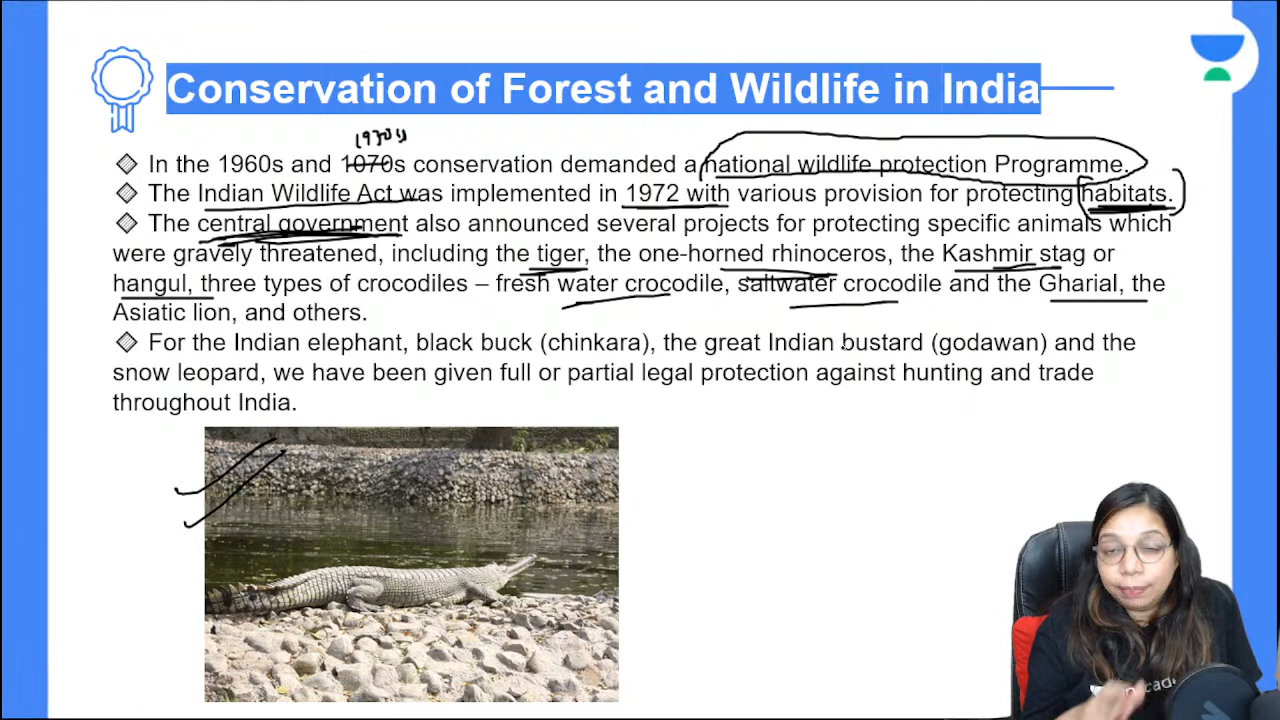 Conservation of Forest and Wildlife in India
1970s
In the 1960s and 1070s conservation demanded a national wildlife protection Programme.
The Indian Wildlife Act was implemented in 1972 with various provision for protecting habitats.
The central government also announced several projects for protecting specific animals which
were gravely threatened, including the tiger, the one-horned rhinoceros, the Kashmir stag or
hangul, three types of crocodiles – fresh water crocodile, saltwater crocodile and the Gharial, the
Asiatic lion, and others.
For the Indian elephant, black buck (chinkara), the great Indian bustard (godawan) and the
snow leopard, we have been given full or partial legal protection against hunting and trade
throughout India.